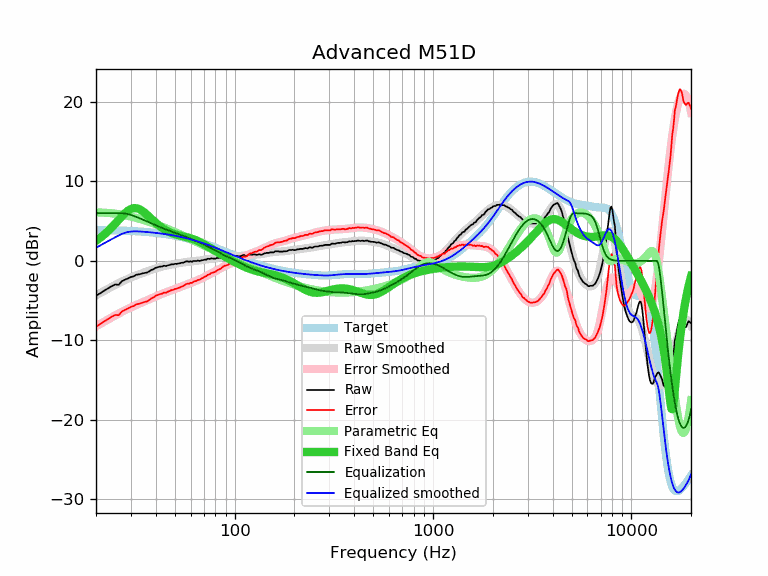 Advanced M51D
Amplitude (dBr)
20
10
0
−10
−20
−30
100
1000
10000
Frequency (Hz)
Target
Raw Smoothed
Error Smoothed
Raw
Error
Parametric Eq
Fixed Band Eq
Equalization
Equalized smoothed